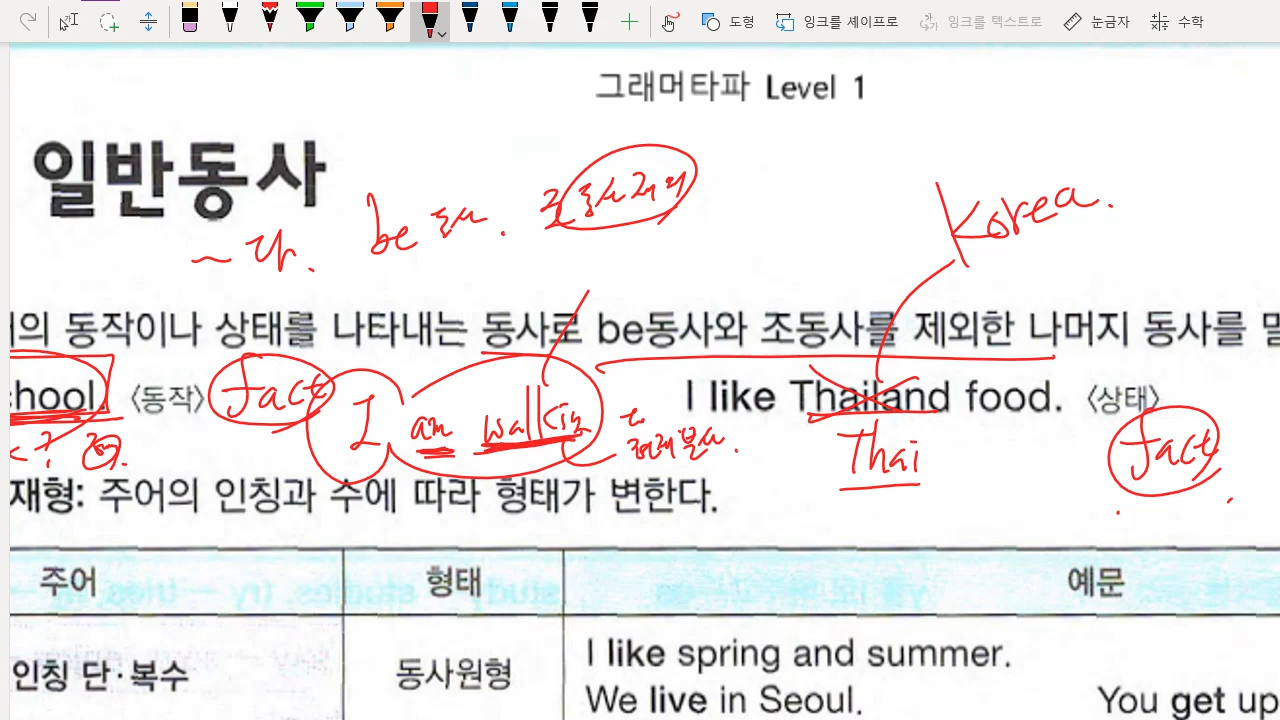 도형 잉크를 셰이프로 잉크를 텍스트로 눈금자 수학
그래머타파 Level 1
일반동사
~다. be 동사. 조동사 제외
Korea.
의 동작이나 상태를 나타내는 동사로 be동사와 조동사를 제외한 나머지 동사를 말
chool. 〈동작〉 fact I am walkin I like Thailand food. 〈상태〉
현재분사.
Thai
fact
재형: 주어의 인칭과 수에 따라 형태가 변한다.
주어 형태 예문
인칭 단·복수 동사원형 I like spring and summer.
We live in Seoul. You get up